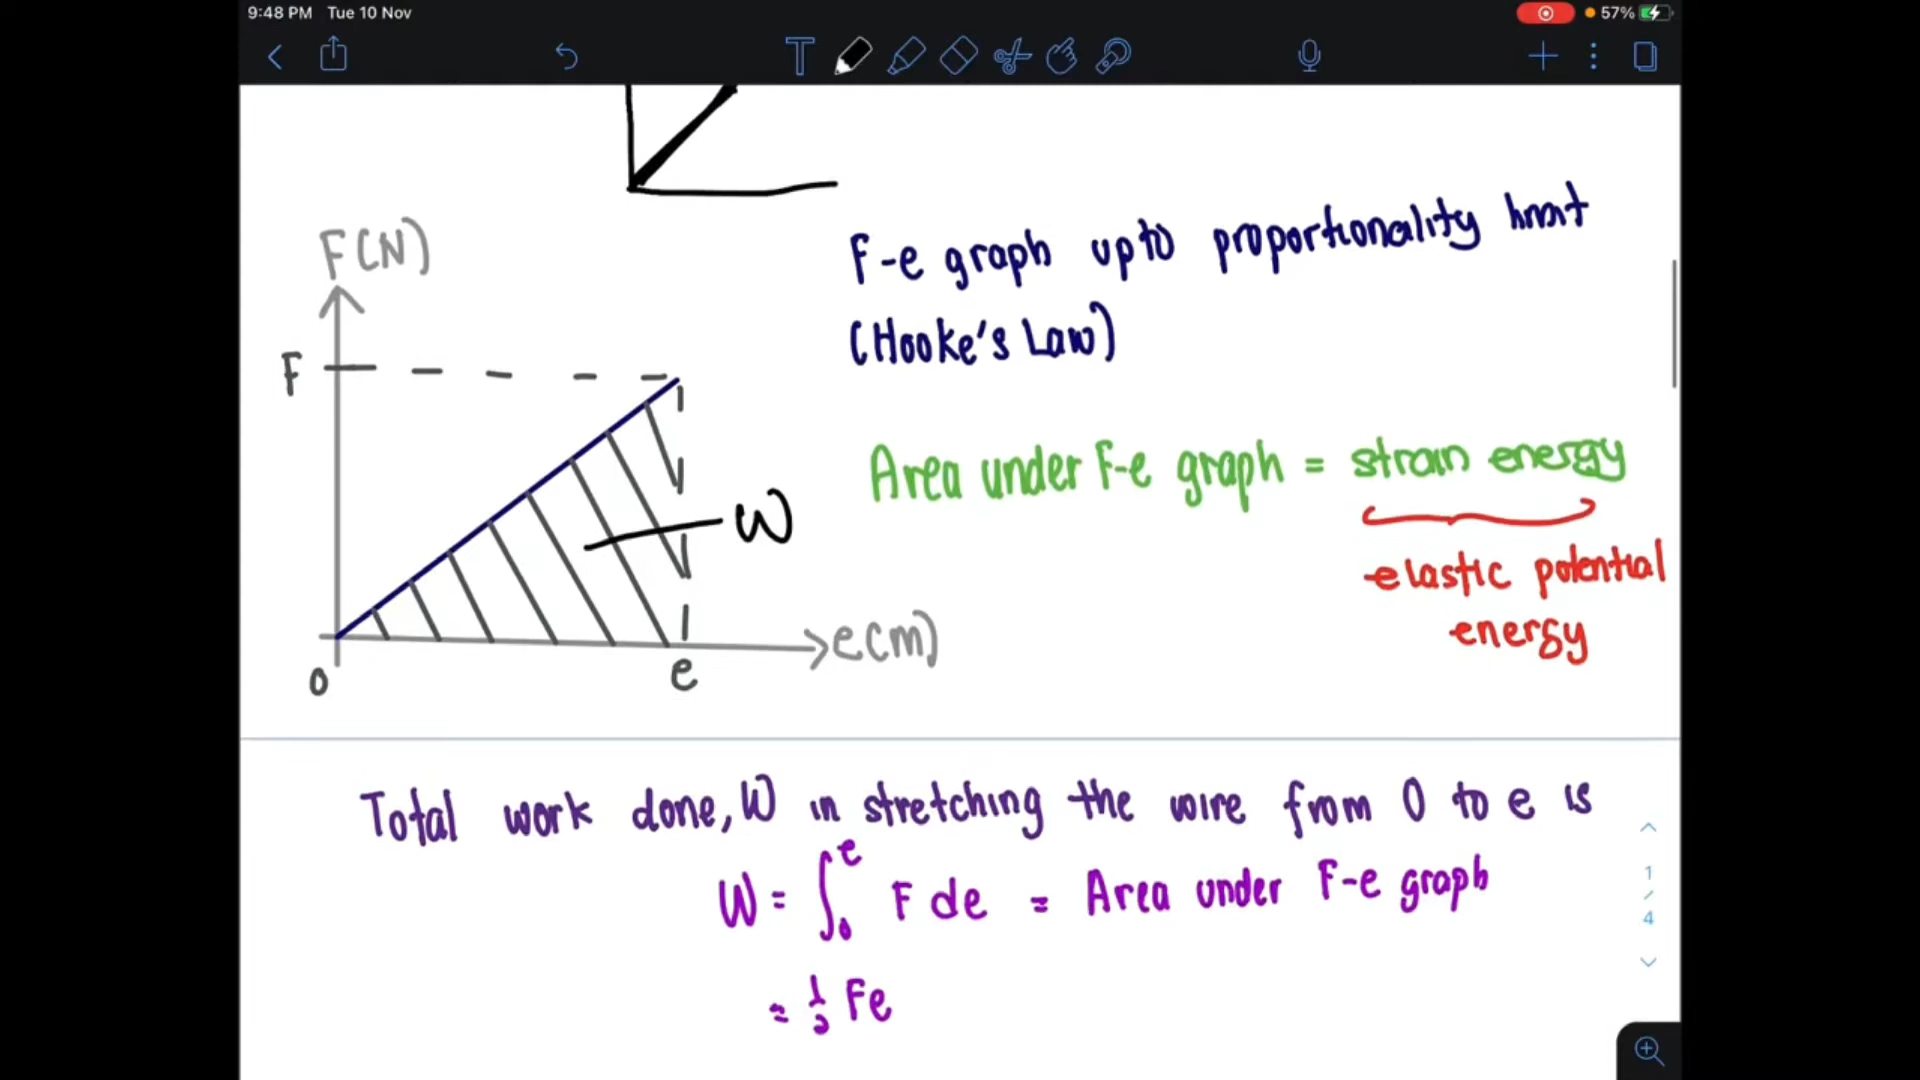 9:48 PM Tue 10 Nov
57%
T
F(N)
F-e graph upto proportionality limit
(Hooke's Law)
F
Area under F-e graph = strain energy
W
elastic potential
energy
e(m)
0
e
Total work done, W in stretching the wire from 0 to e is
W = ∫₀ᵉ F de = Area under F-e graph
= ½ Fe
1
/
4